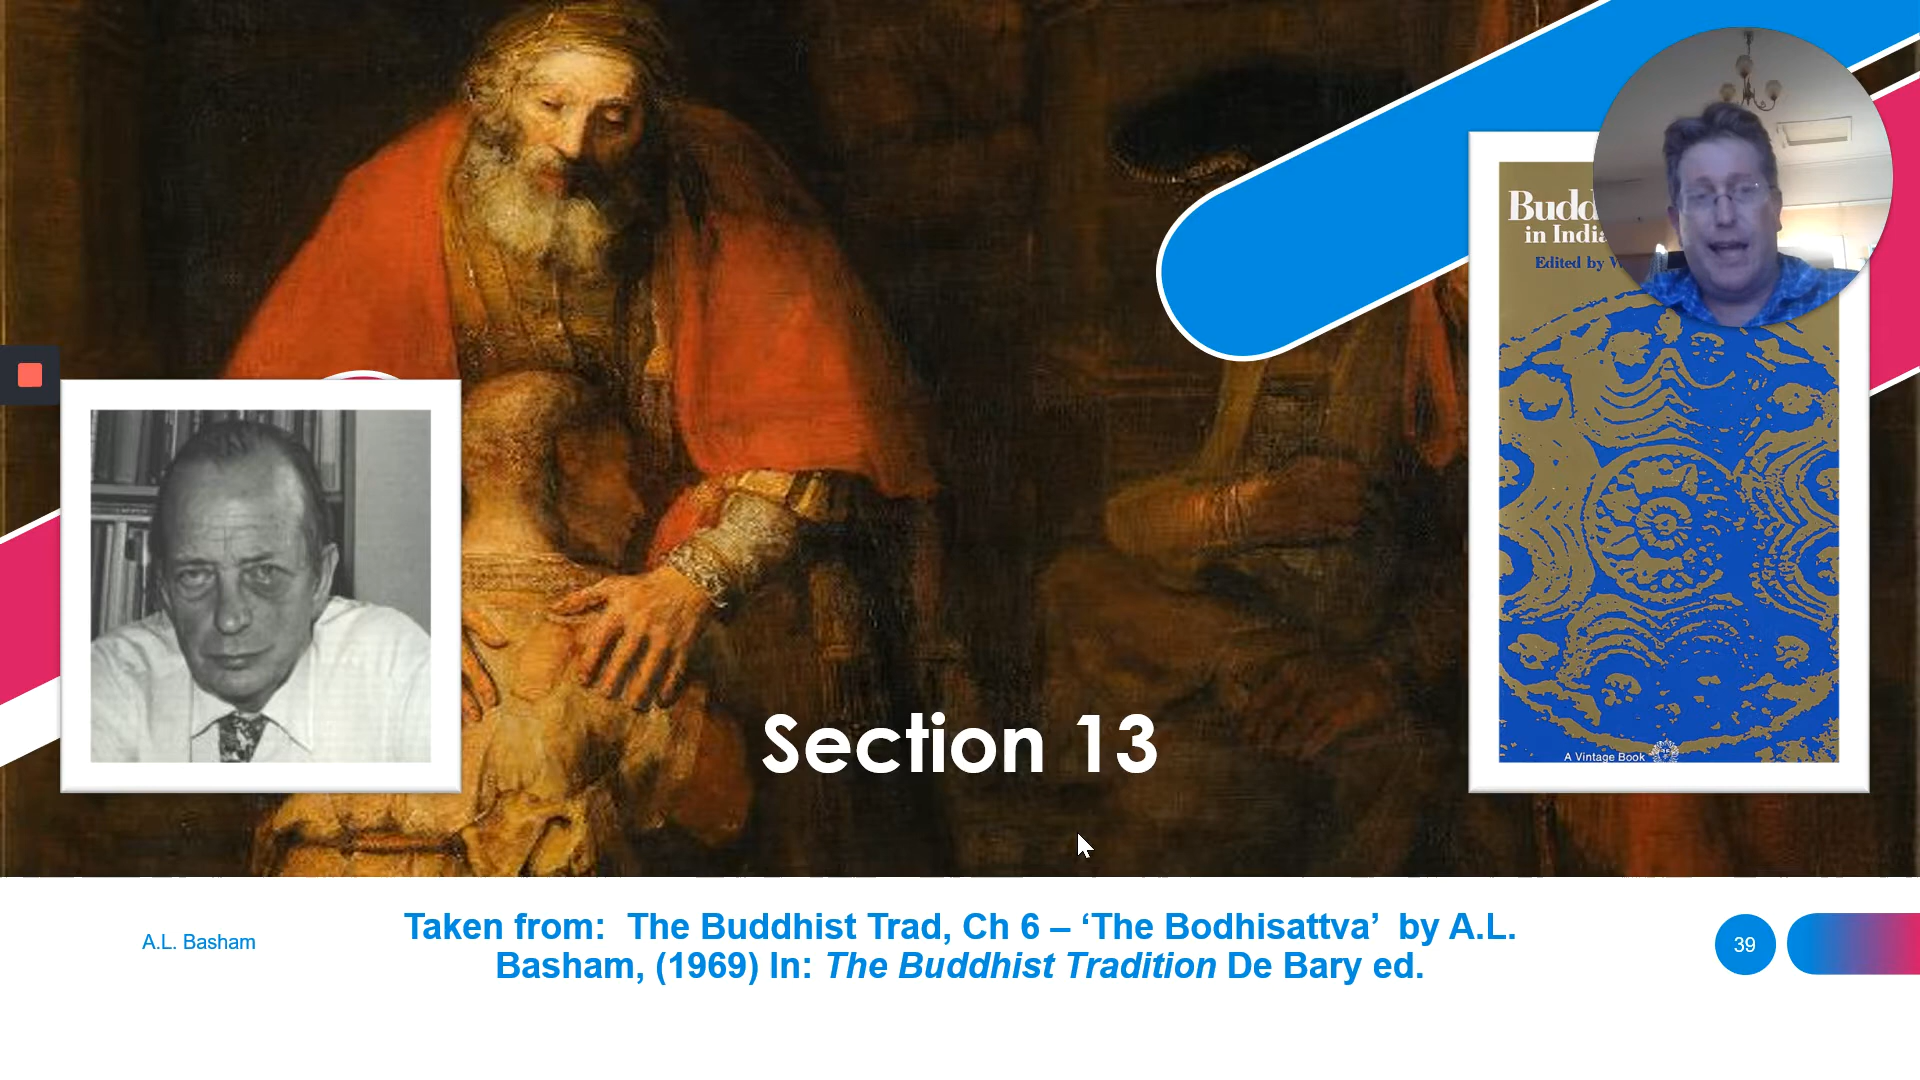 Budd
in India
Edited by W
A Vintage Book
Section 13
A.L. Basham
Taken from:  The Buddhist Trad, Ch 6 – ‘The Bodhisattva’  by A.L.
Basham, (1969) In: The Buddhist Tradition De Bary ed.
39